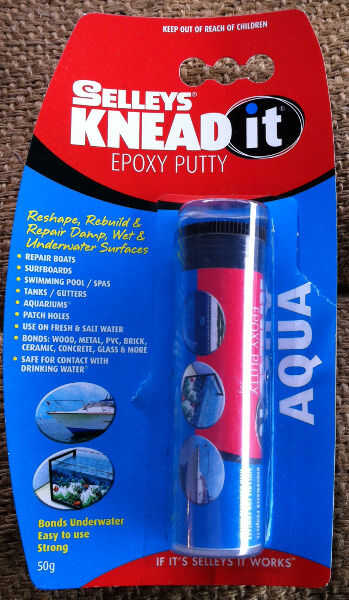 KEEP OUT OF REACH OF CHILDREN
SELLEYS®
KNEAD it
EPOXY PUTTY
Reshape, Rebuild &
Repair Damp, Wet &
Underwater Surfaces
• REPAIR BOATS
• SURFBOARDS
• SWIMMING POOL / SPAS
• TANKS / GUTTERS
• AQUARIUMS
• PATCH HOLES
• USE ON FRESH & SALT WATER
• BONDS: WOOD, METAL, PVC, BRICK,
CERAMIC, CONCRETE, GLASS & MORE
• SAFE FOR CONTACT WITH
DRINKING WATER
AQUA
EPOXY PUTTY
Bonds Underwater
Easy to use
Strong
50g
IF IT'S SELLEYS IT WORKS™